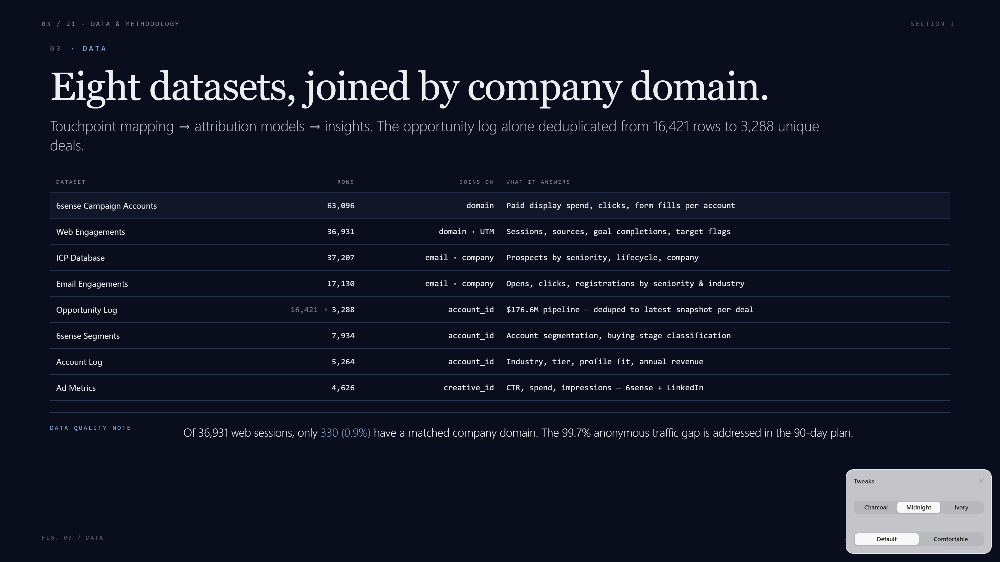 03 / 21 · DATA & METHODOLOGY
SECTION I
03 · DATA
Eight datasets, joined by company domain.
Touchpoint mapping → attribution models → insights. The opportunity log alone deduplicated from 16,421 rows to 3,288 unique
deals.
DATASET ROWS JOINS ON WHAT IT ANSWERS
6sense Campaign Accounts 63,096 domain Paid display spend, clicks, form fills per account
Web Engagements 36,931 domain · UTM Sessions, sources, goal completions, target flags
ICP Database 37,207 email · company Prospects by seniority, lifecycle, company
Email Engagements 17,130 email · company Opens, clicks, registrations by seniority & industry
Opportunity Log 16,421 → 3,288 account_id $176.6M pipeline — deduped to latest snapshot per deal
6sense Segments 7,934 account_id Account segmentation, buying-stage classification
Account Log 5,264 account_id Industry, tier, profile fit, annual revenue
Ad Metrics 4,626 creative_id CTR, spend, impressions — 6sense + LinkedIn
DATA QUALITY NOTE
Of 36,931 web sessions, only 330 (0.9%) have a matched company domain. The 99.7% anonymous traffic gap is addressed in the 90-day plan.
Tweaks
Charcoal Midnight Ivory
Default Comfortable
FIG. 03 / DATA